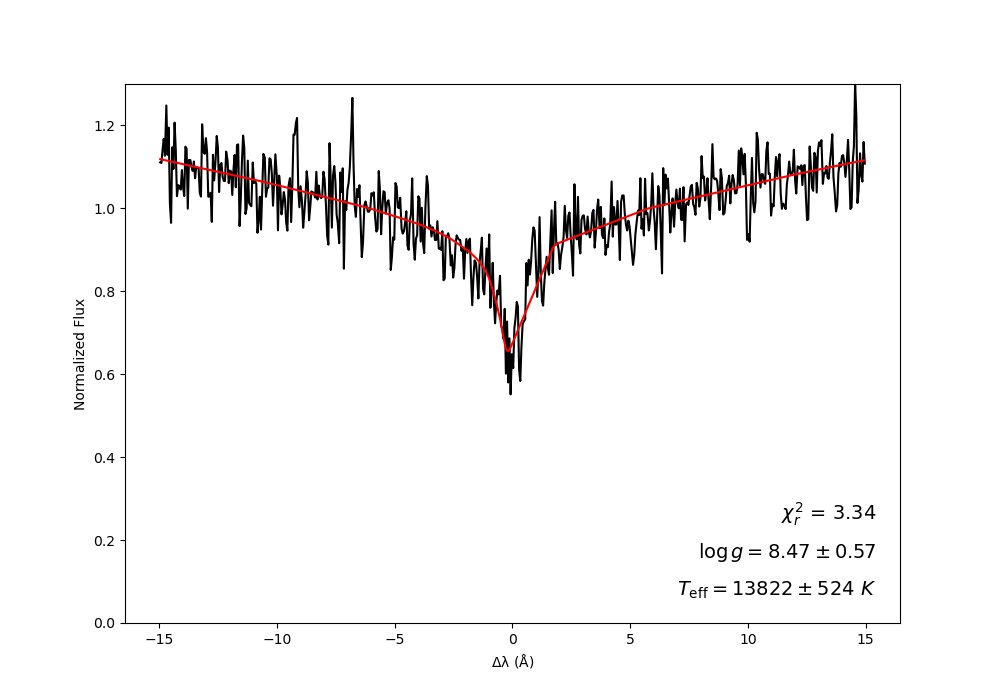 1.2
1.0
0.8
0.6
0.4
0.2
0.0
Normalized Flux
χ²ᵣ = 3.34
log g = 8.47 ± 0.57
T_eff = 13822 ± 524 K
−15 −10 −5 0 5 10 15
Δλ (Å)